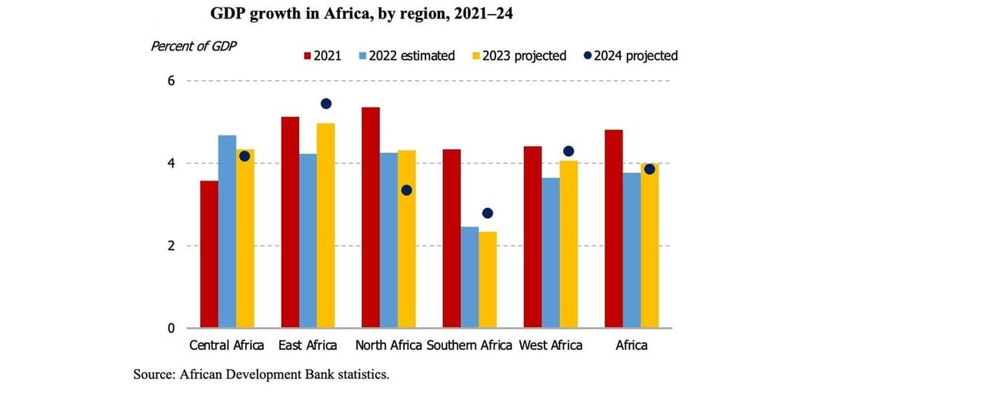 GDP growth in Africa, by region, 2021–24
Percent of GDP
2021 2022 estimated 2023 projected 2024 projected
6
4
2
0
Central Africa East Africa North Africa Southern Africa West Africa Africa
Source: African Development Bank statistics.